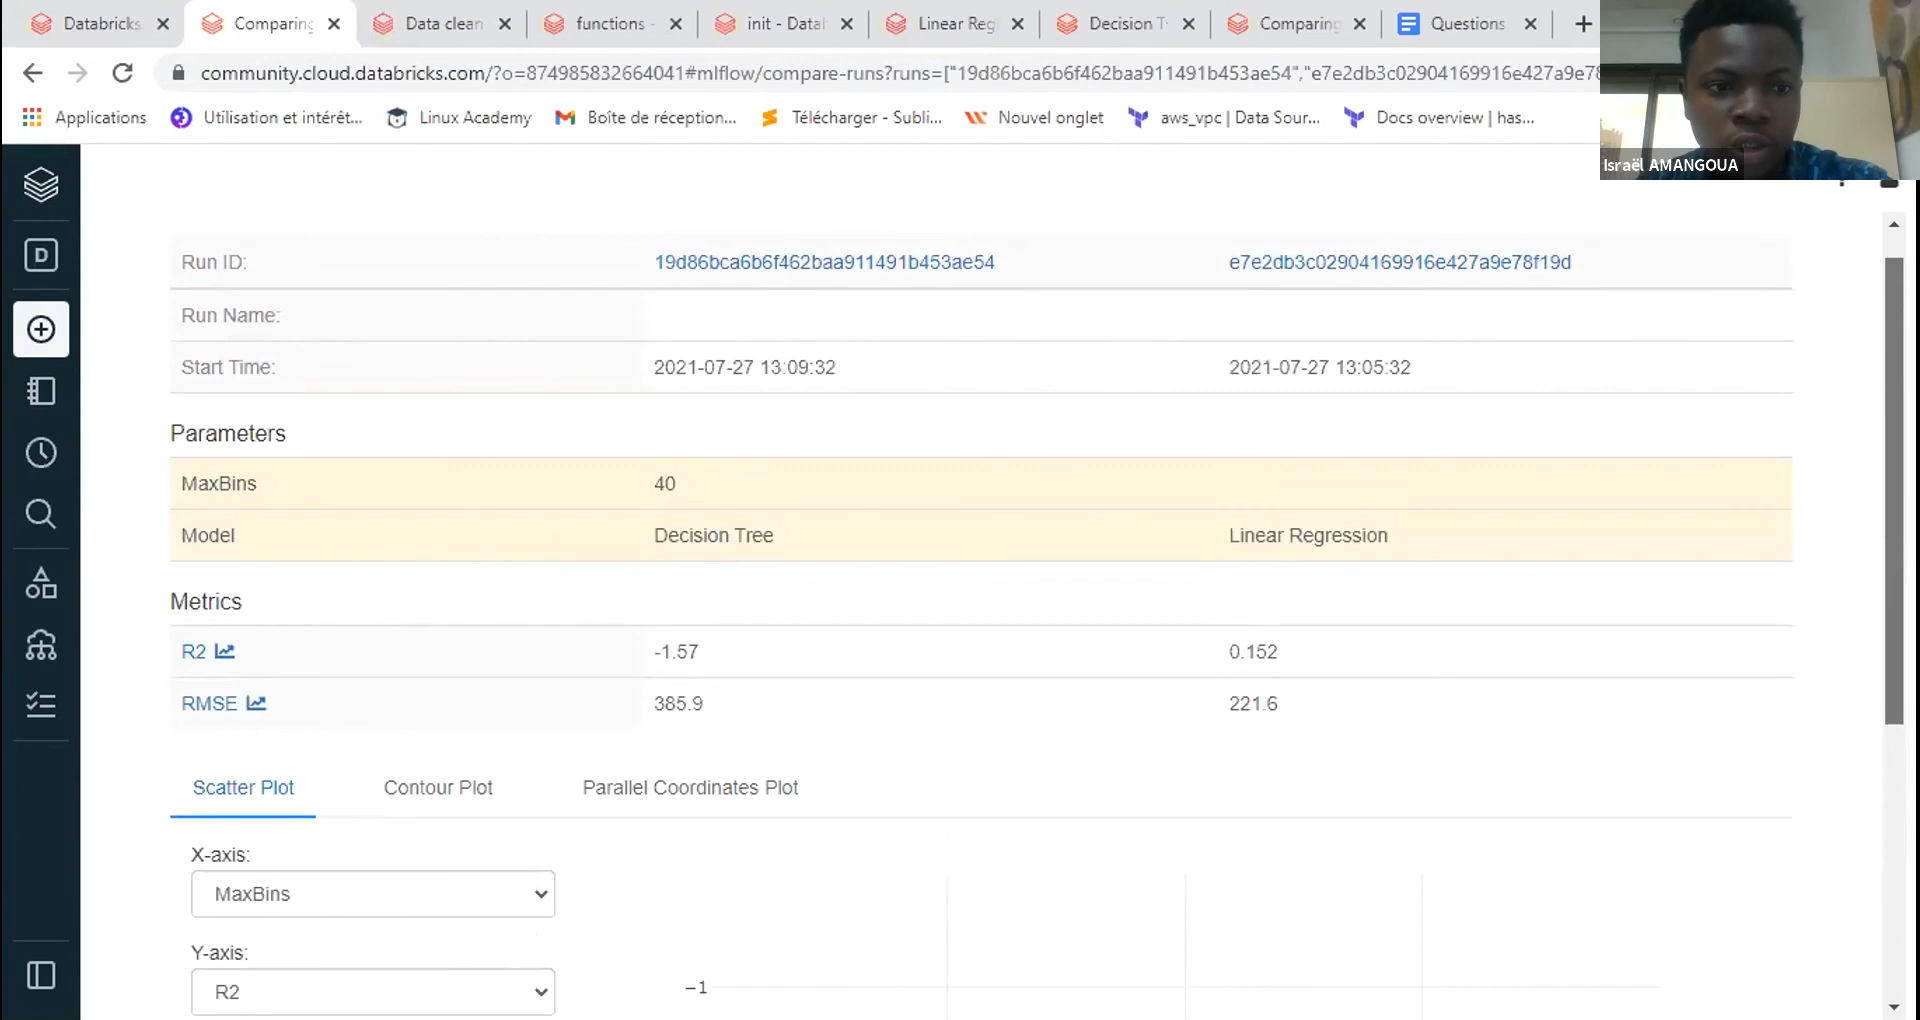 Databricks
Comparing
Data clean
functions -
init - Datal
Linear Reg
Decision T
Comparing
Questions
community.cloud.databricks.com/?o=874985832664041#mlflow/compare-runs?runs=["19d86bca6b6f462baa911491b453ae54","e7e2db3c02904169916e427a9e78
Applications
Utilisation et intérêt...
Linux Academy
Boîte de réception...
Télécharger - Subli...
Nouvel onglet
aws_vpc | Data Sour...
Docs overview | has...
Israël AMANGOUA
D
Run ID: 19d86bca6b6f462baa911491b453ae54 e7e2db3c02904169916e427a9e78f19d
Run Name:
Start Time: 2021-07-27 13:09:32 2021-07-27 13:05:32
Parameters
MaxBins 40
Model Decision Tree Linear Regression
Metrics
R2 -1.57 0.152
RMSE 385.9 221.6
Scatter Plot Contour Plot Parallel Coordinates Plot
X-axis:
MaxBins
Y-axis:
R2
−1